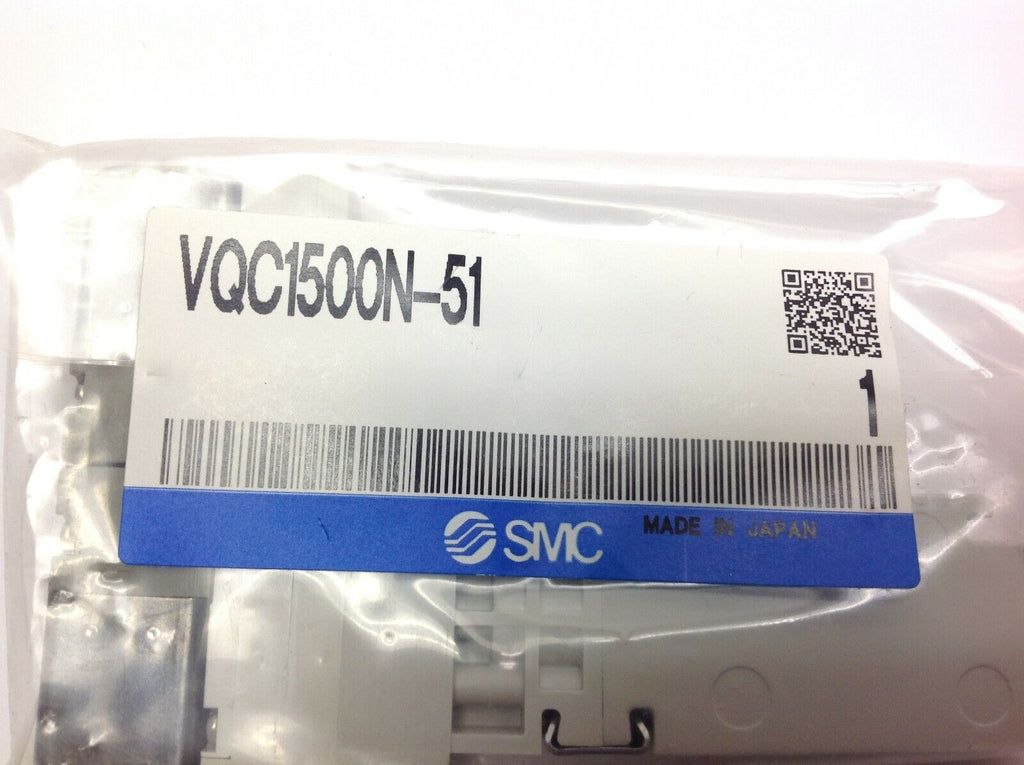 VQC1500N-51
1
SMC
MADE IN JAPAN